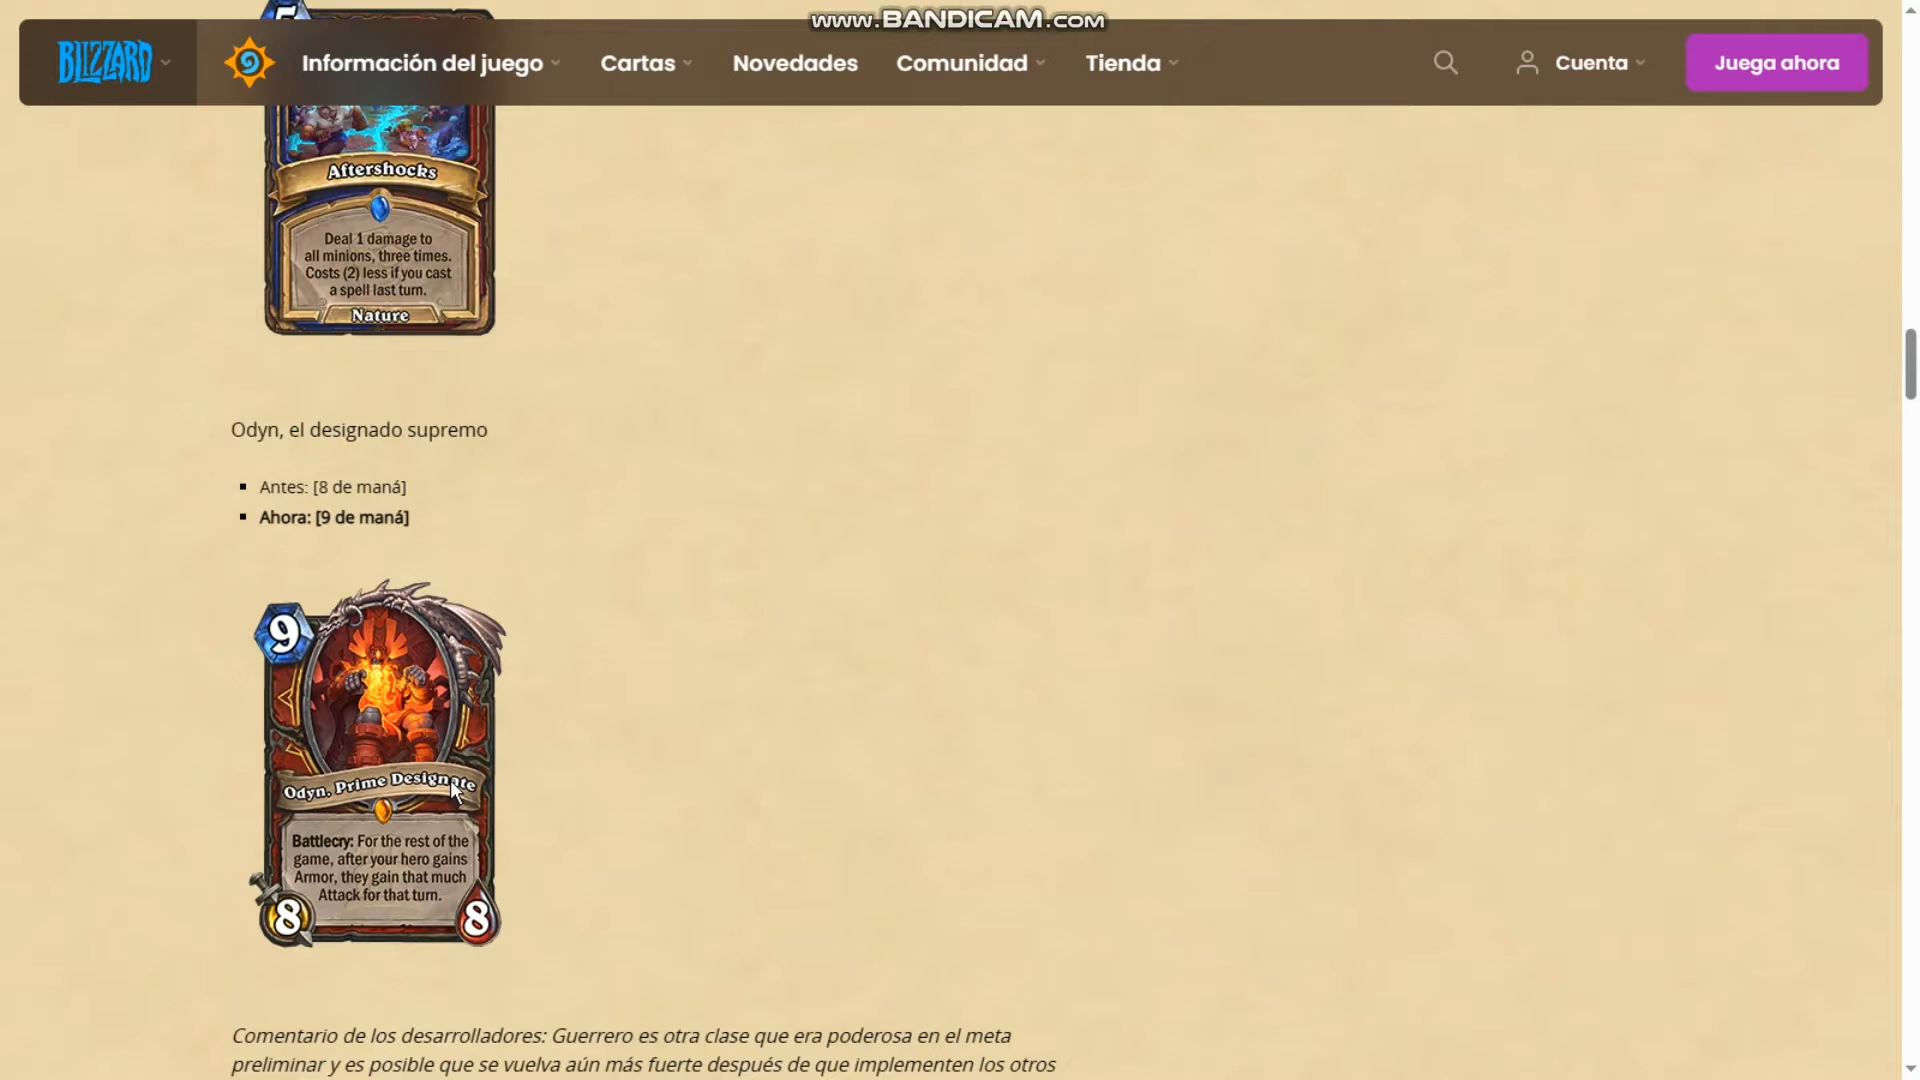 5
www.BANDICAM.com
BLIZZARD
Información del juego
Cartas
Novedades
Comunidad
Tienda
Cuenta
Juega ahora
Aftershocks
Deal 1 damage to
all minions, three times.
Costs (2) less if you cast
a spell last turn.
Nature
Odyn, el designado supremo
Antes: [8 de maná]
Ahora: [9 de maná]
9
Odyn, Prime Designate
Battlecry: For the rest of the
game, after your hero gains
Armor, they gain that much
Attack for that turn.
8
8
Comentario de los desarrolladores: Guerrero es otra clase que era poderosa en el meta
preliminar y es posible que se vuelva aún más fuerte después de que implementen los otros